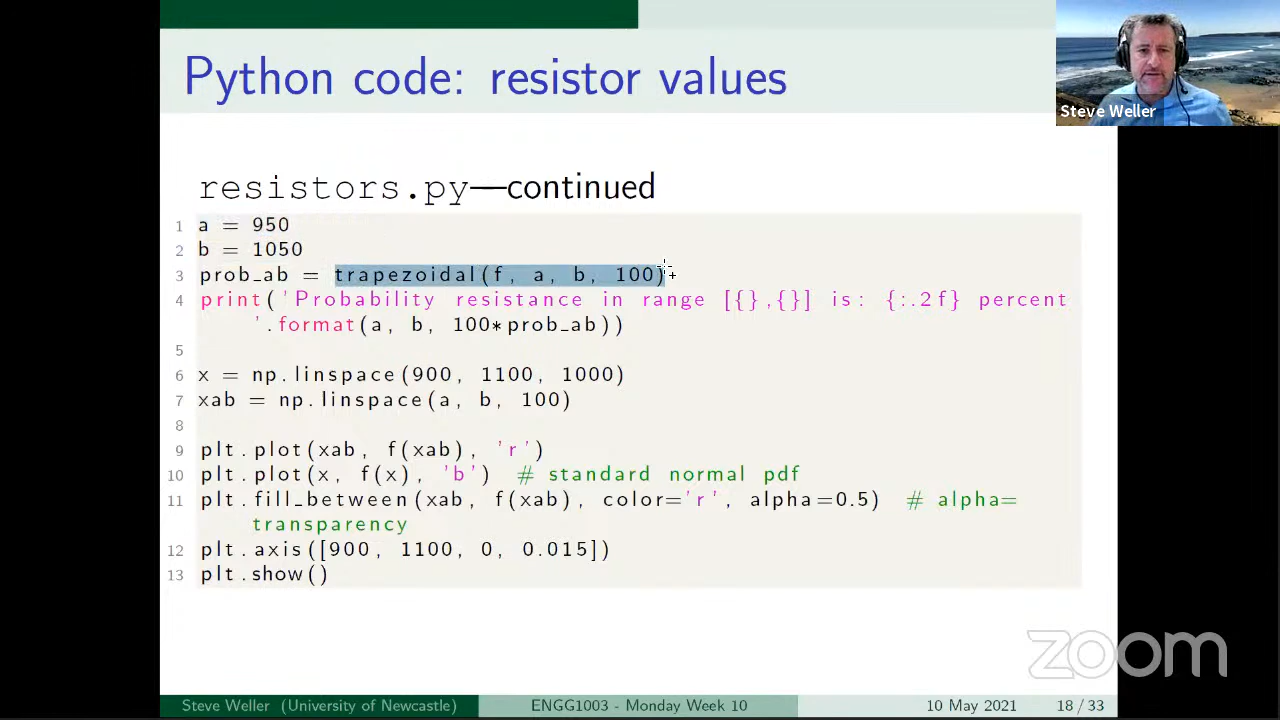 Python code: resistor values
Steve Weller
resistors.py—continued
1 a = 950
2 b = 1050
3 prob_ab = trapezoidal(f, a, b, 100)
4 print('Probability resistance in range [{},{}] is: {:.2f} percent
'.format(a, b, 100*prob_ab))
5
6 x = np.linspace(900, 1100, 1000)
7 xab = np.linspace(a, b, 100)
8
9 plt.plot(xab, f(xab), 'r')
10 plt.plot(x, f(x), 'b') # standard normal pdf
11 plt.fill_between(xab, f(xab), color='r', alpha=0.5) # alpha=
transparency
12 plt.axis([900, 1100, 0, 0.015])
13 plt.show()
zoom
Steve Weller (University of Newcastle) ENGG1003 - Monday Week 10 10 May 2021 18 / 33